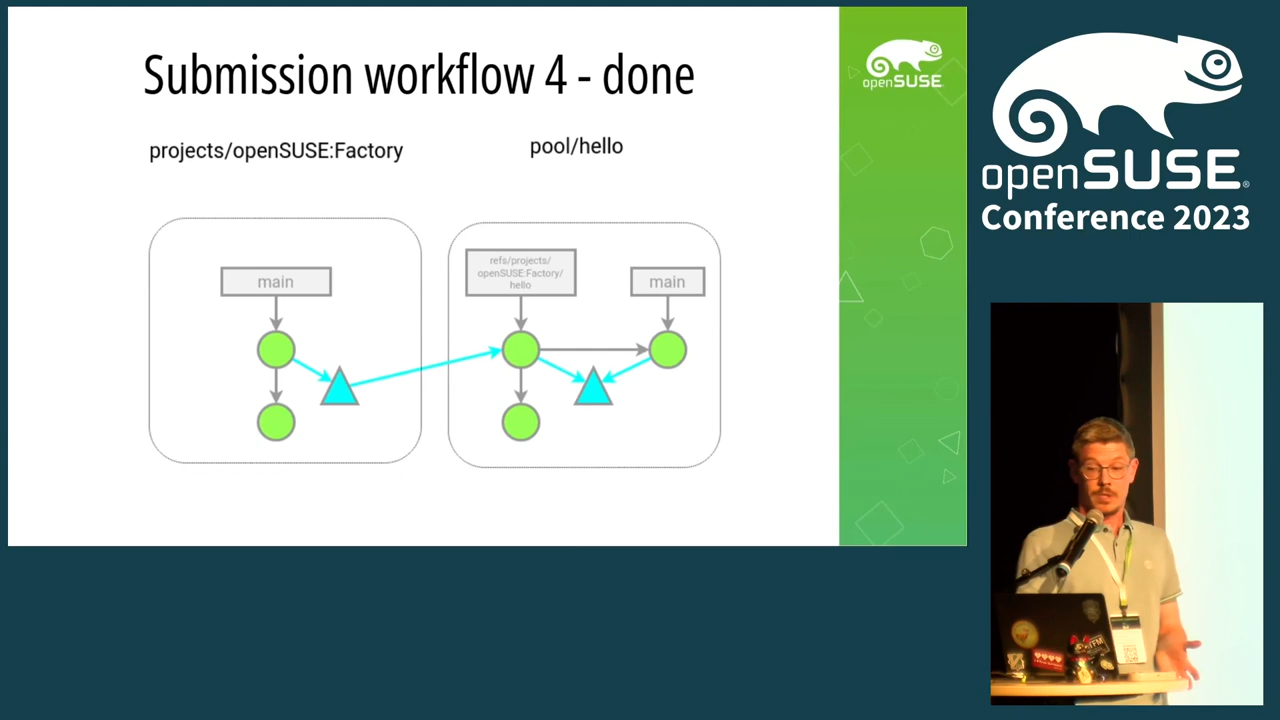 Submission workflow 4 - done
projects/openSUSE:Factory
pool/hello
main
refs/projects/
openSUSE:Factory/
hello
main
openSUSE
openSUSE
Conference 2023